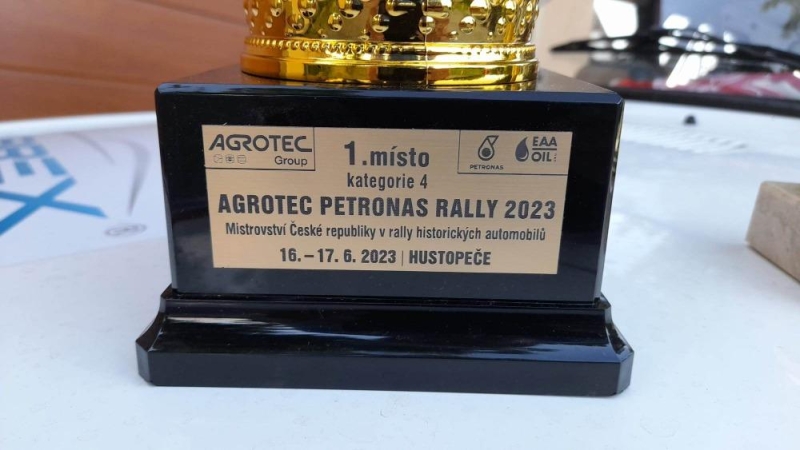 AGROTEC
Group
1.místo
kategorie 4
PETRONAS
EAA
OIL
AGROTEC PETRONAS RALLY 2023
Mistrovství České republiky v rally historických automobilů
16. – 17. 6. 2023 | HUSTOPEČE